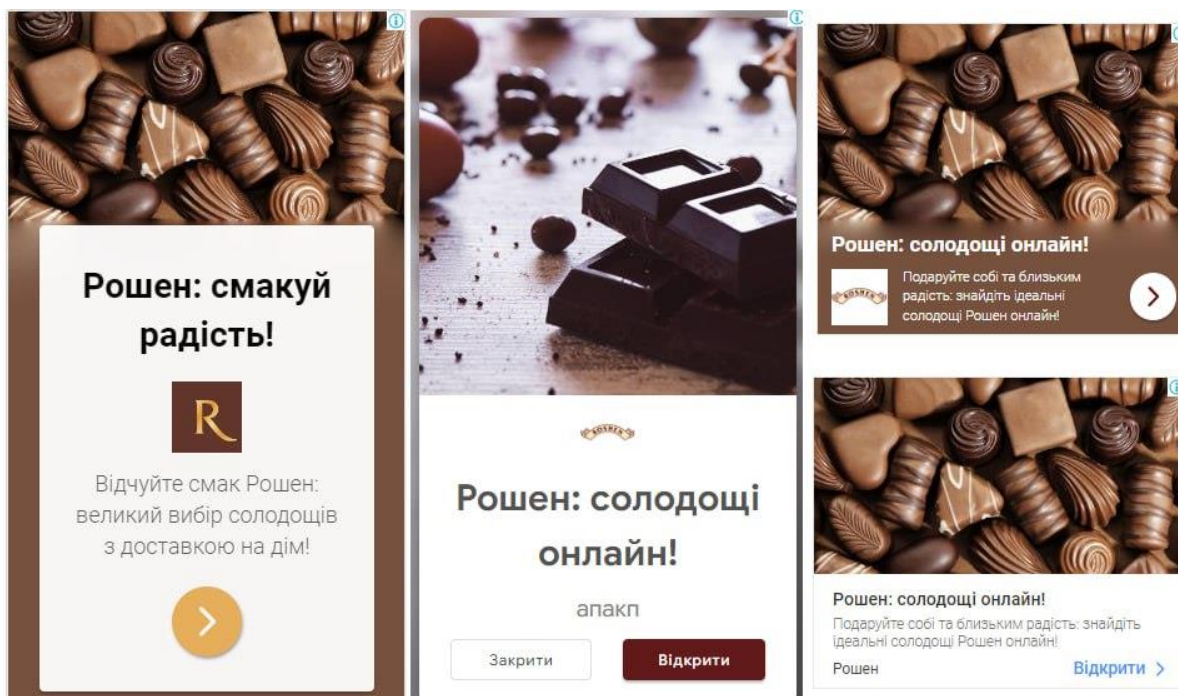 Рошен: смакуй
радість!
R
Відчуйте смак Рошен:
великий вибір солодощів
з доставкою на дім!
ROSHEN
Рошен: солодощі
онлайн!
апакп
Закрити
Відкрити
Рошен: солодощі онлайн!
ROSHEN
Подаруйте собі та близьким
радість: знайдіть ідеальні
солодощі Рошен онлайн!
Рошен: солодощі онлайн!
Подаруйте собі та близьким радість: знайдіть
ідеальні солодощі Рошен онлайн!
Рошен
Відкрити